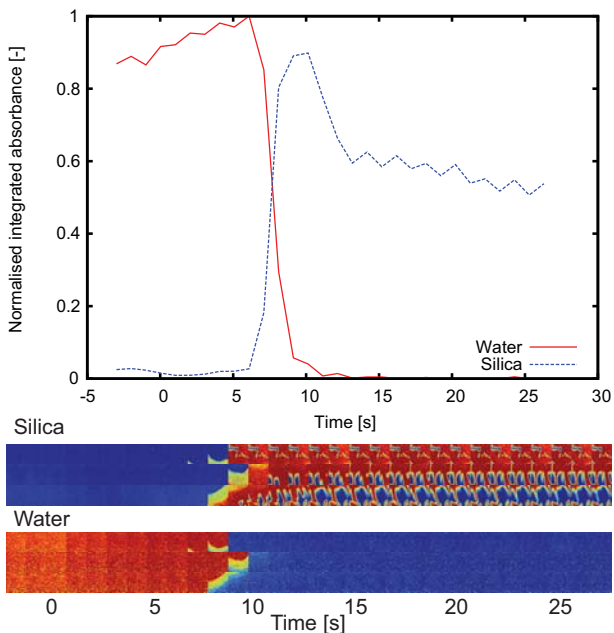 Normalised integrated absorbance [-]
1
0.8
0.6
0.4
0.2
0
Water
Silica
-5 0 5 10 15 20 25 30
Time [s]
Silica
Water
0 5 10 15 20 25
Time [s]